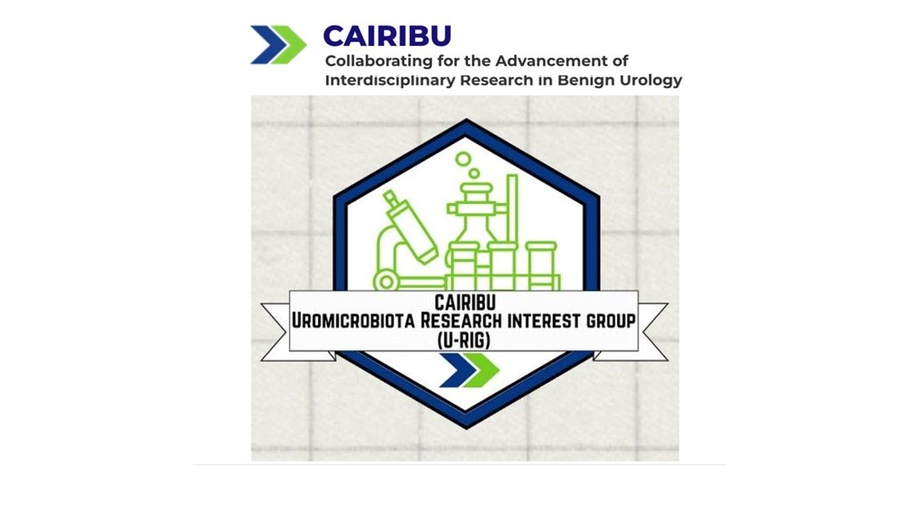 CAIRIBU
Collaborating for the Advancement of
Interdisciplinary Research in Benign Urology
CAIRIBU
UROMICROBIOTA RESEARCH INTEREST GROUP
(U-RIG)